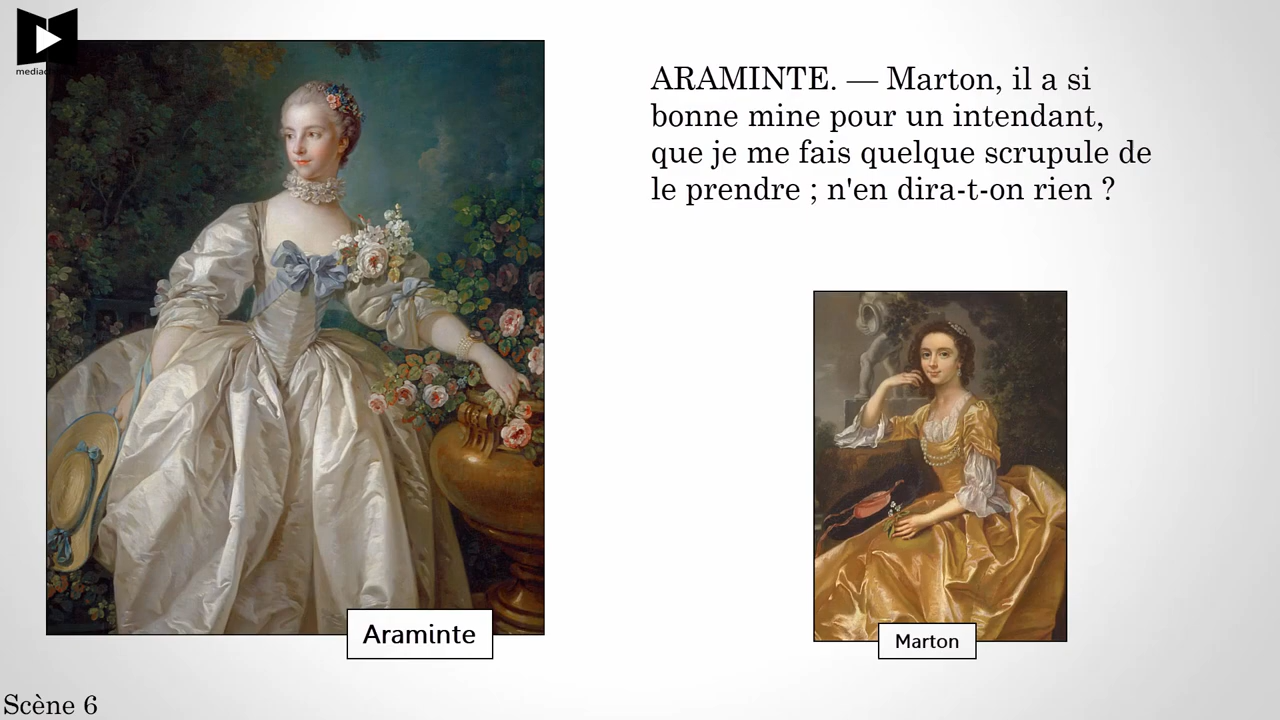 ARAMINTE. — Marton, il a si
bonne mine pour un intendant,
que je me fais quelque scrupule de
le prendre ; n'en dira-t-on rien ?
Araminte
Marton
Scène 6